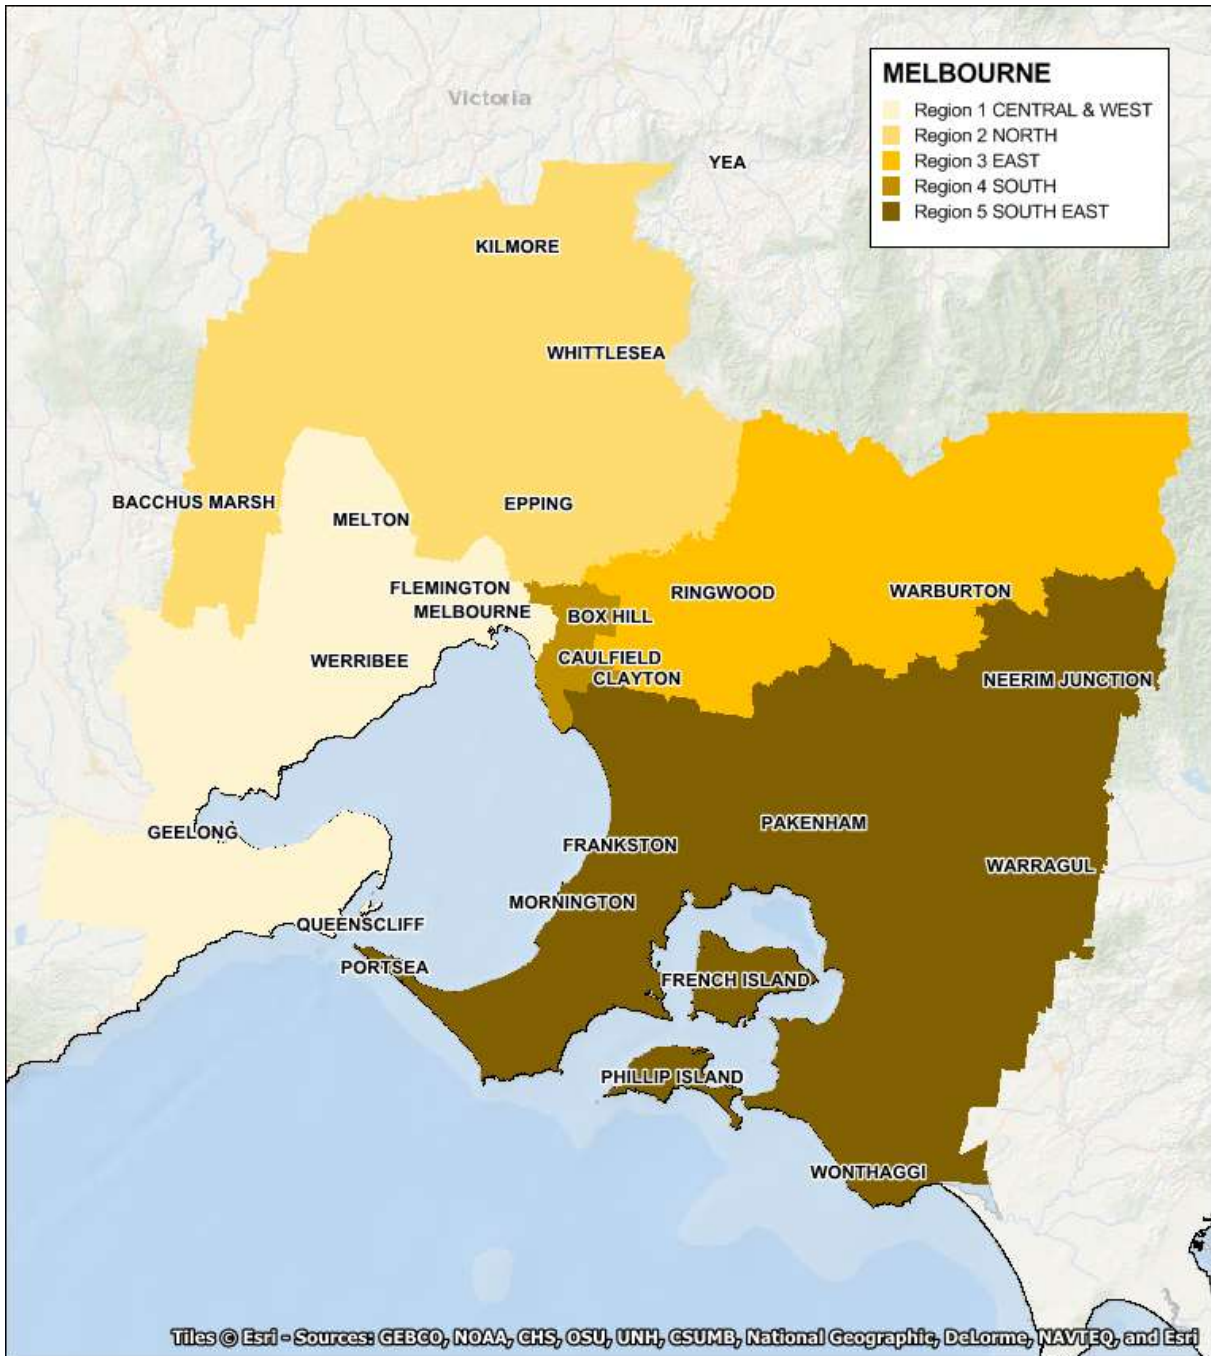 Victoria
MELBOURNE
Region 1 CENTRAL & WEST
Region 2 NORTH
Region 3 EAST
Region 4 SOUTH
Region 5 SOUTH EAST
YEA
KILMORE
WHITTLESEA
BACCHUS MARSH
EPPING
MELTON
FLEMINGTON
RINGWOOD
WARBURTON
MELBOURNE
BOX HILL
WERRIBEE
CAULFIELD
CLAYTON
NEERIM JUNCTION
GEELONG
PAKENHAM
FRANKSTON
WARRAGUL
MORNINGTON
QUEENSCLIFF
PORTSEA
FRENCH ISLAND
PHILLIP ISLAND
WONTHAGGI
Tiles © Esri - Sources: GEBCO, NOAA, CHS, OSU, UNH, CSUMB, National Geographic, DeLorme, NAVTEQ, and Esri